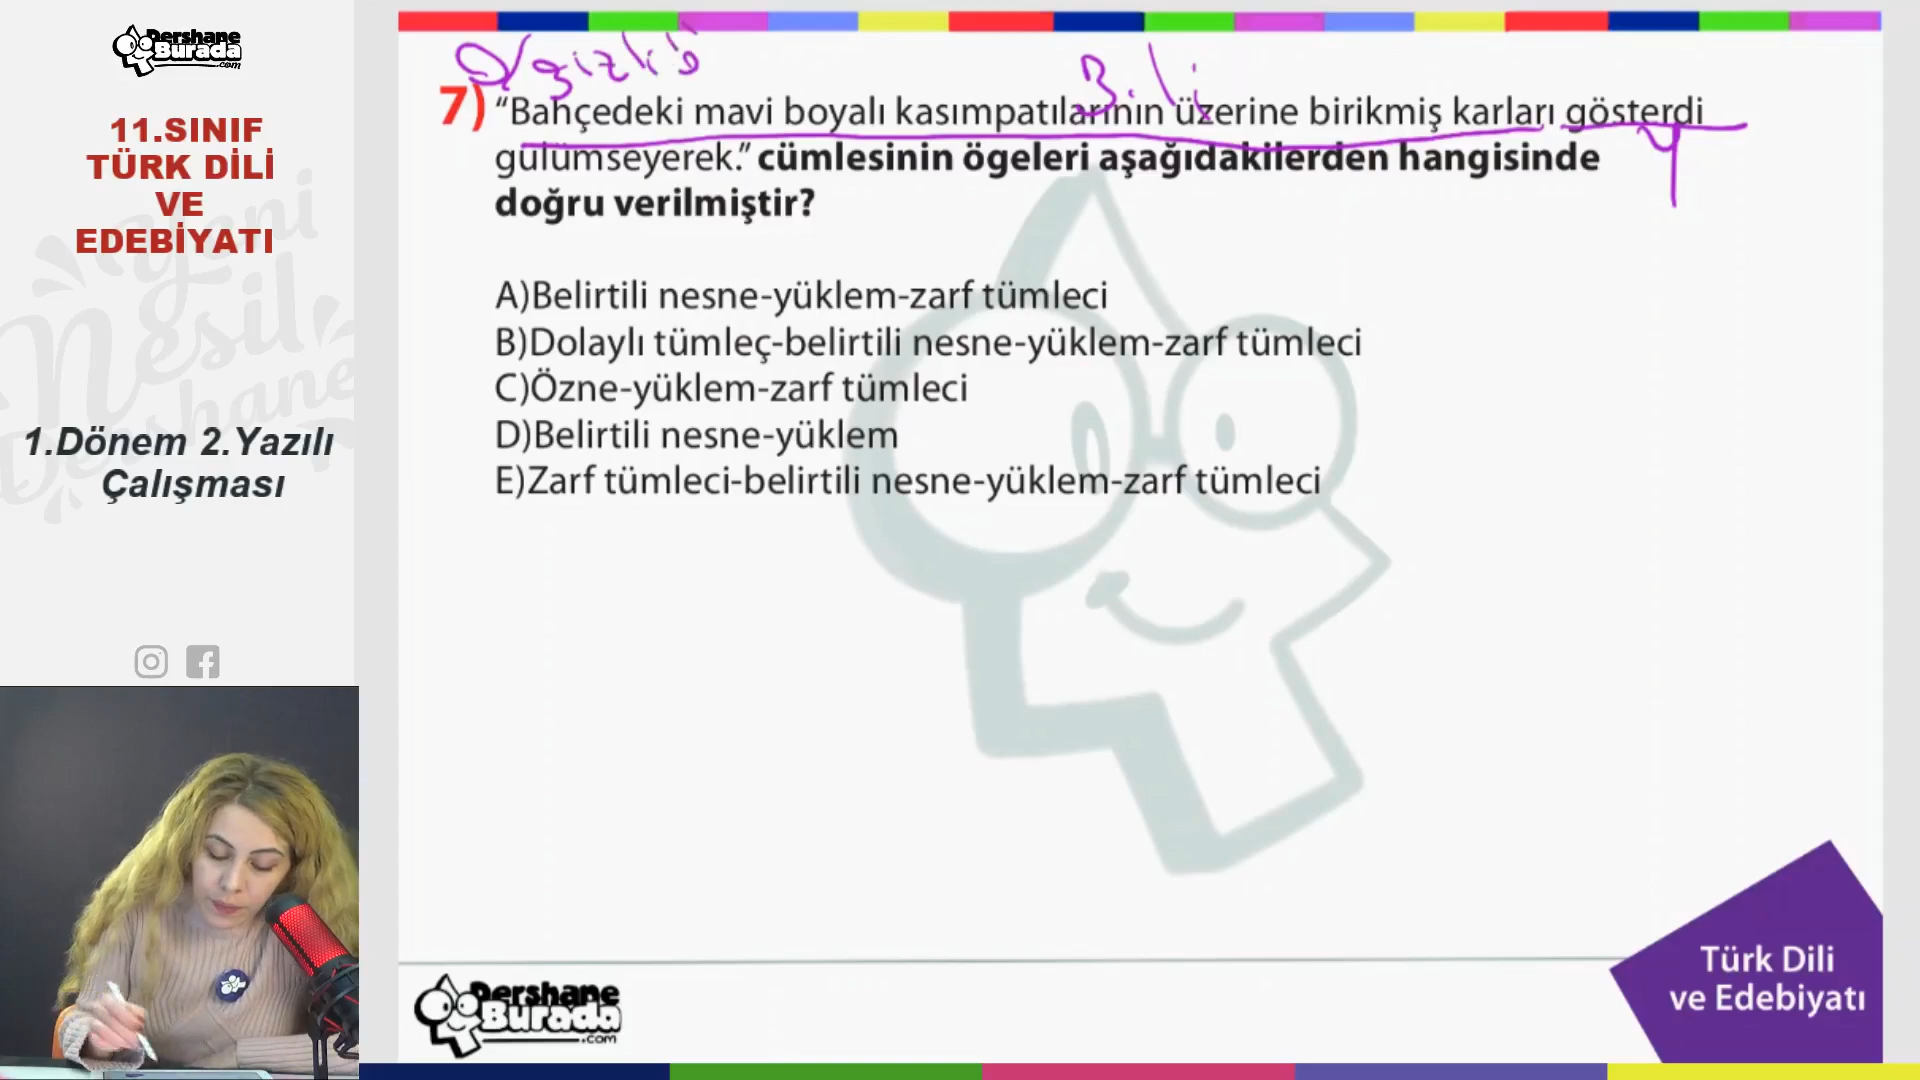 Dershane
Burada
.com
11.SINIF
TÜRK DİLİ
VE
EDEBİYATI
Yeni
Nesil
Dershane
1.Dönem 2.Yazılı
Çalışması
gizli ö
B.li
7) “Bahçedeki mavi boyalı kasımpatılarının üzerine birikmiş karları gösterdi
gülümseyerek.” cümlesinin ögeleri aşağıdakilerden hangisinde
doğru verilmiştir?
y
A)Belirtili nesne-yüklem-zarf tümleci
B)Dolaylı tümleç-belirtili nesne-yüklem-zarf tümleci
C)Özne-yüklem-zarf tümleci
D)Belirtili nesne-yüklem
E)Zarf tümleci-belirtili nesne-yüklem-zarf tümleci
Türk Dili
ve Edebiyatı
Dershane
Burada
.com